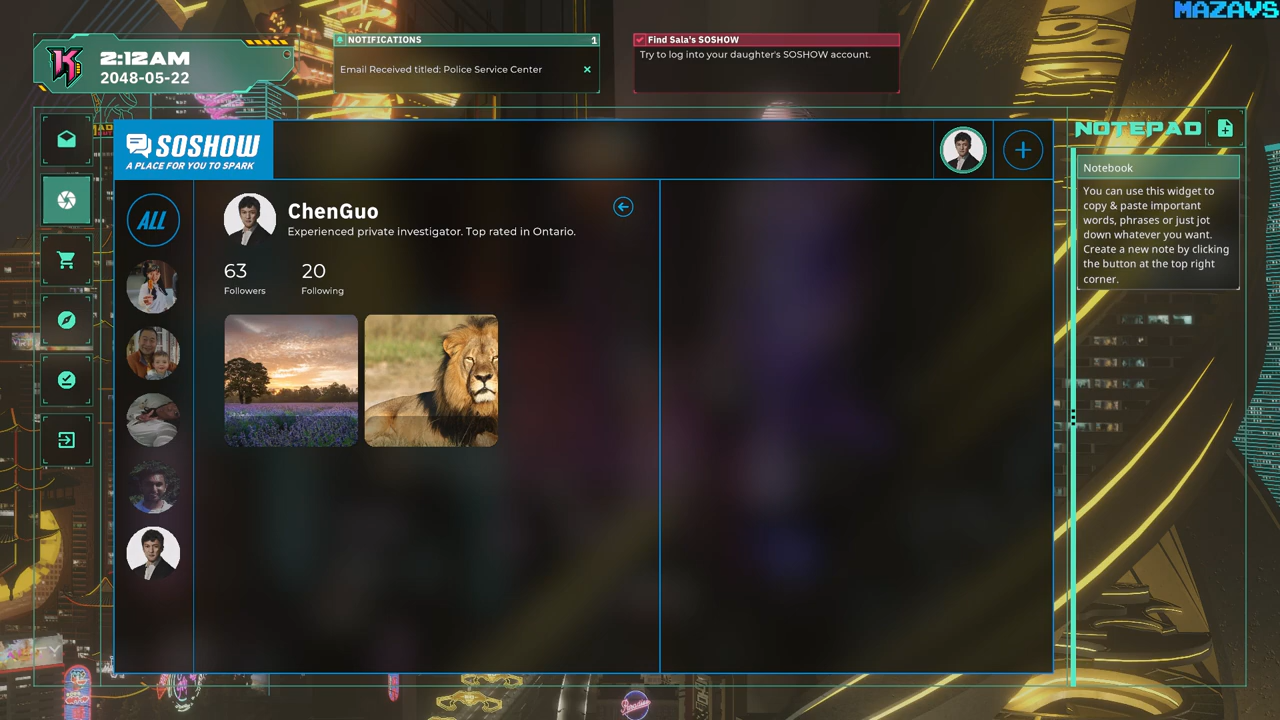 MAZAVS
2:12AM
2048-05-22
NOTIFICATIONS
1
Email Received titled: Police Service Center
Find Sala's SOSHOW
Try to log into your daughter's SOSHOW account.
SOSHOW
A PLACE FOR YOU TO SPARK
NOTEPAD
Notebook
You can use this widget to
copy & paste important
words, phrases or just jot
down whatever you want.
Create a new note by clicking
the button at the top right
corner.
ALL
ChenGuo
Experienced private investigator. Top rated in Ontario.
63
20
Followers
Following
Paradise